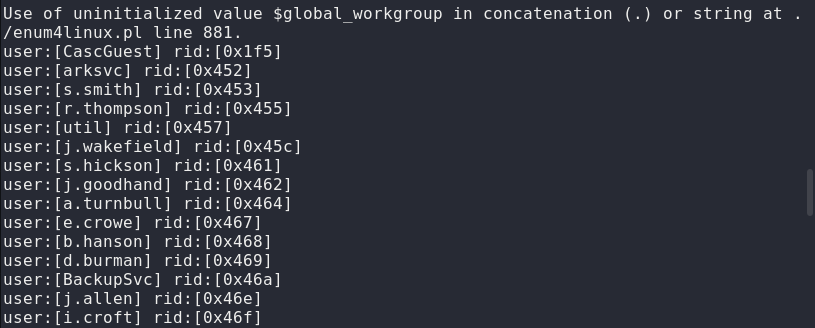 Use of uninitialized value $global_workgroup in concatenation (.) or string at .
/enum4linux.pl line 881.
user:[CascGuest] rid:[0x1f5]
user:[arksvc] rid:[0x452]
user:[s.smith] rid:[0x453]
user:[r.thompson] rid:[0x455]
user:[util] rid:[0x457]
user:[j.wakefield] rid:[0x45c]
user:[s.hickson] rid:[0x461]
user:[j.goodhand] rid:[0x462]
user:[a.turnbull] rid:[0x464]
user:[e.crowe] rid:[0x467]
user:[b.hanson] rid:[0x468]
user:[d.burman] rid:[0x469]
user:[BackupSvc] rid:[0x46a]
user:[j.allen] rid:[0x46e]
user:[i.croft] rid:[0x46f]